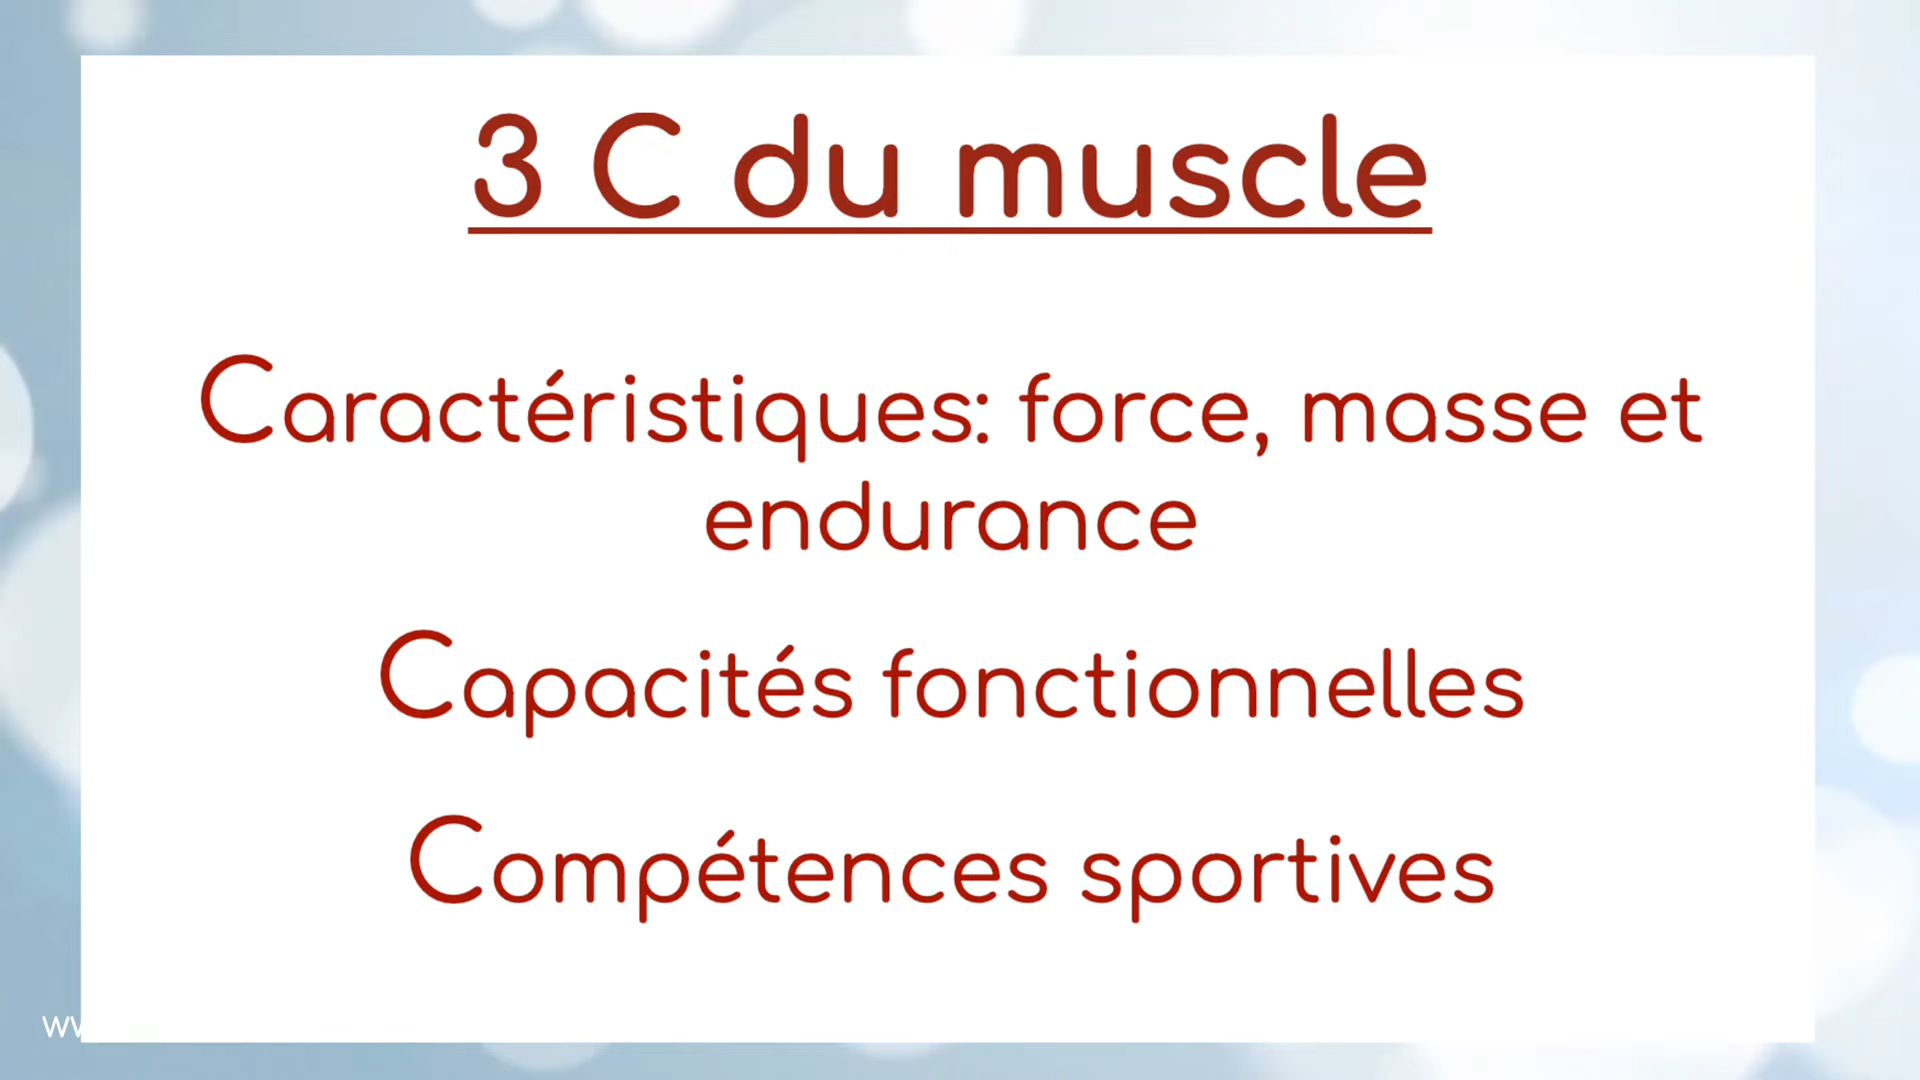 3 C du muscle
Caractéristiques: force, masse et
endurance
Capacités fonctionnelles
Compétences sportives